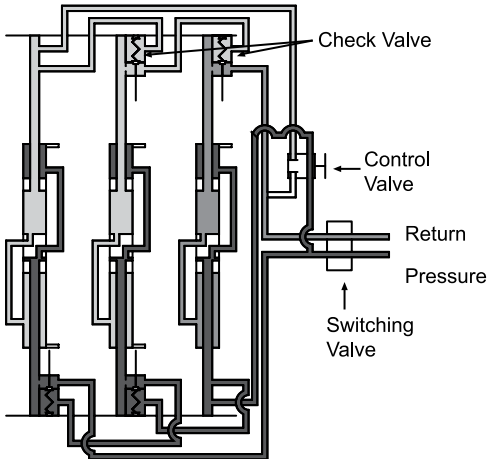 Check Valve
Control
Valve
Return
Pressure
Switching
Valve